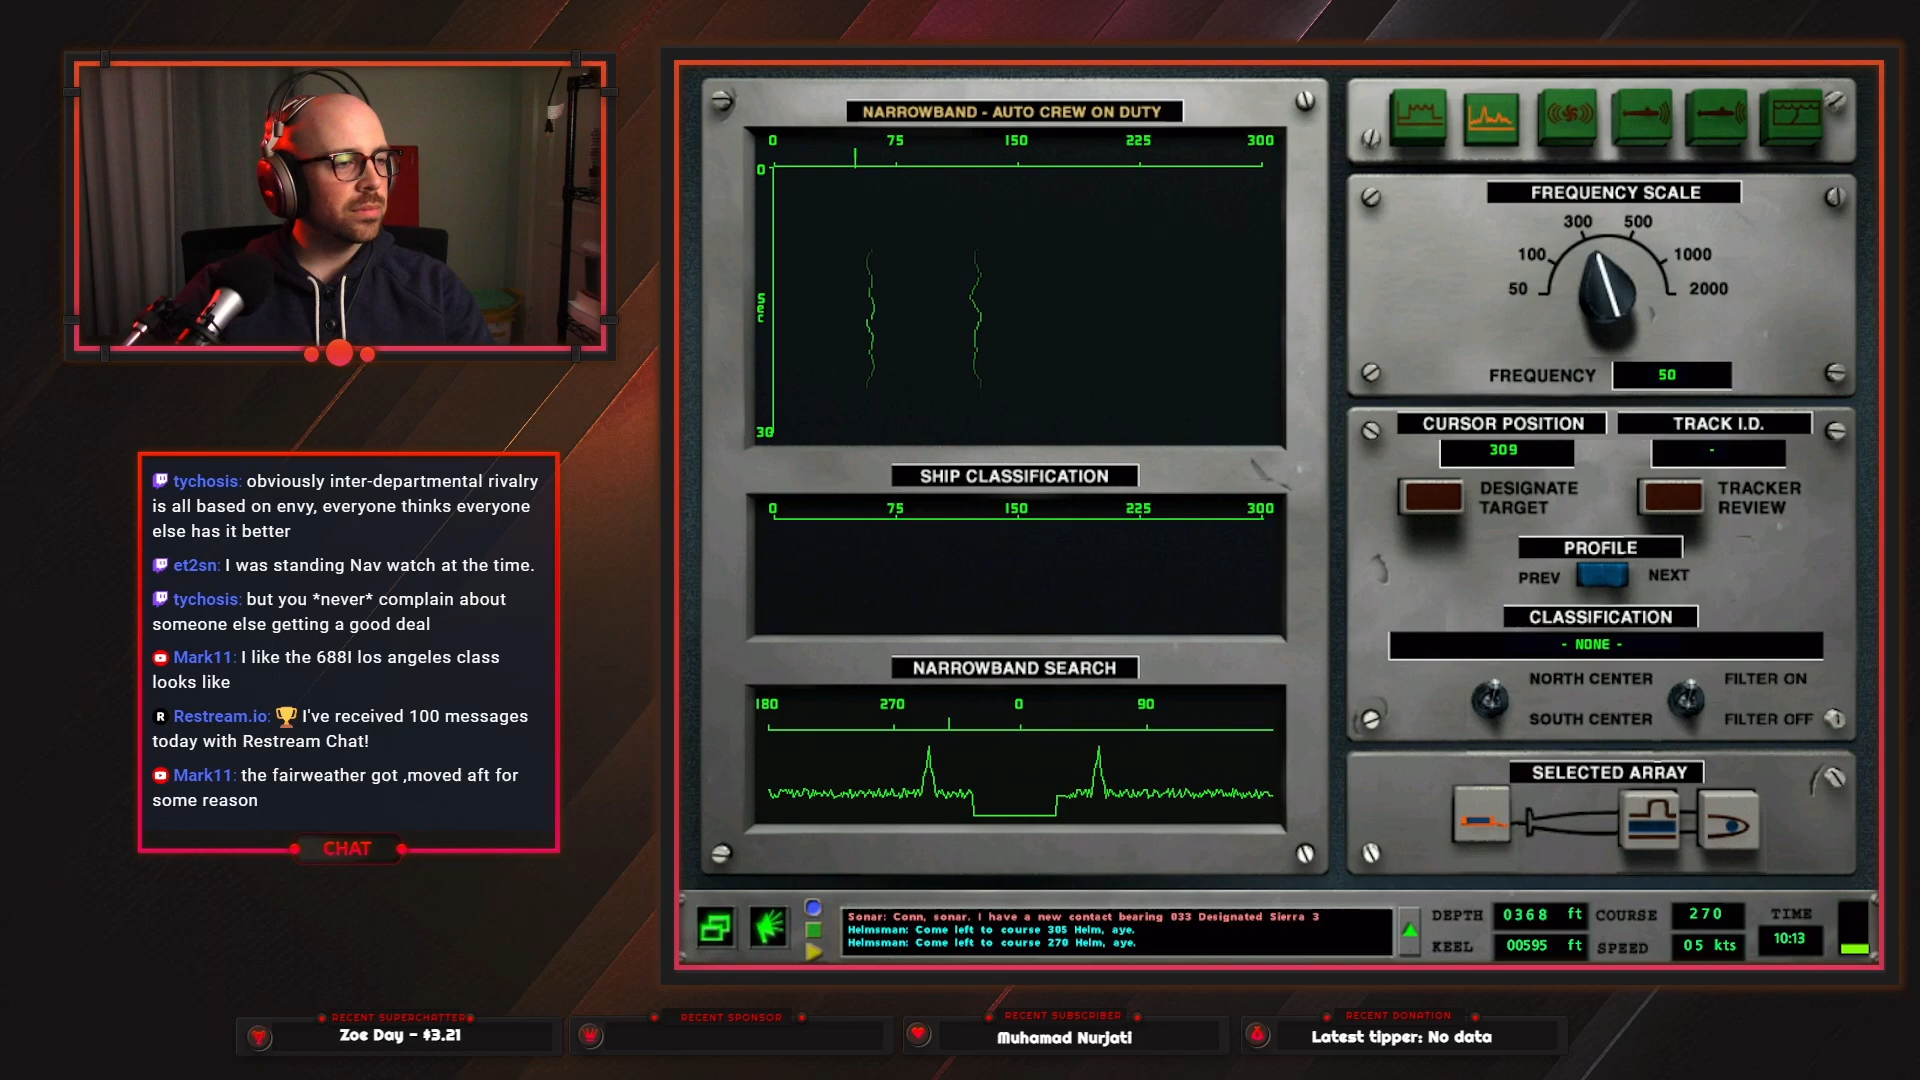 tychosis: obviously inter-departmental rivalry
is all based on envy, everyone thinks everyone
else has it better
et2sn: I was standing Nav watch at the time.
tychosis: but you *never* complain about
someone else getting a good deal
Mark11: I like the 688I los angeles class
looks like
R Restream.io: 🏆 I've received 100 messages
today with Restream Chat!
Mark11: the fairweather got ,moved aft for
some reason
CHAT
NARROWBAND - AUTO CREW ON DUTY
0 75 150 225 300
0
Sec
30
SHIP CLASSIFICATION
0 75 150 225 300
NARROWBAND SEARCH
180 270 0 90
FREQUENCY SCALE
300 500
100 1000
50 2000
FREQUENCY 50
CURSOR POSITION TRACK I.D.
309 -
DESIGNATE TARGET
TRACKER REVIEW
PROFILE
PREV NEXT
CLASSIFICATION
- NONE -
NORTH CENTER FILTER ON
SOUTH CENTER FILTER OFF
SELECTED ARRAY
Sonar: Conn, sonar. I have a new contact bearing 033 Designated Sierra 3
Helmsman: Come left to course 305 Helm, aye.
Helmsman: Come left to course 270 Helm, aye.
DEPTH 0368 ft COURSE 270 TIME
KEEL 00595 ft SPEED 05 kts 10:13
RECENT SUPERCHATTER
Zoe Day - $3.21
RECENT SPONSOR
RECENT SUBSCRIBER
Muhamad Nurjati
RECENT DONATION
Latest tipper: No data